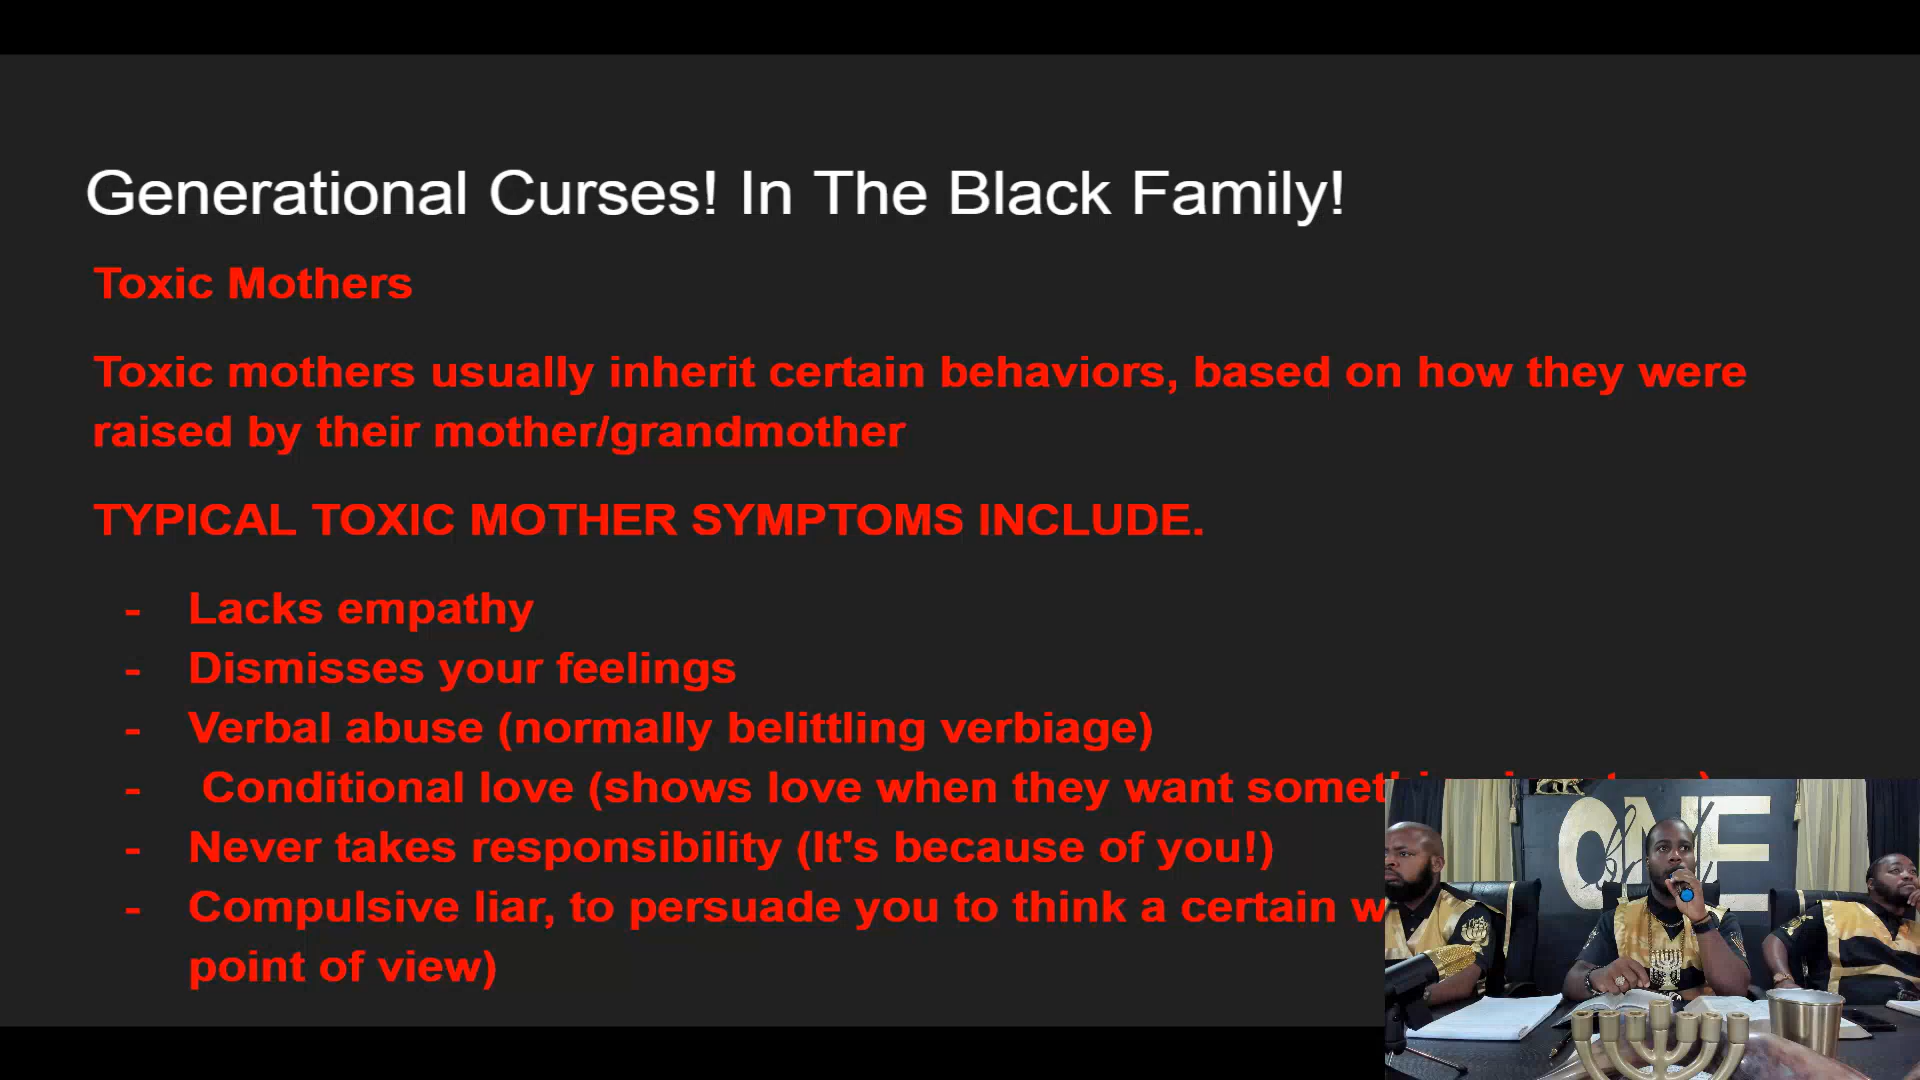 Generational Curses! In The Black Family!
Toxic Mothers
Toxic mothers usually inherit certain behaviors, based on how they were
raised by their mother/grandmother
TYPICAL TOXIC MOTHER SYMPTOMS INCLUDE.
- Lacks empathy
- Dismisses your feelings
- Verbal abuse (normally belittling verbiage)
- Conditional love (shows love when they want
- Never takes responsibility (It's because of you!)
- Compulsive liar, to persuade you to think a certain
point of view)
ONE